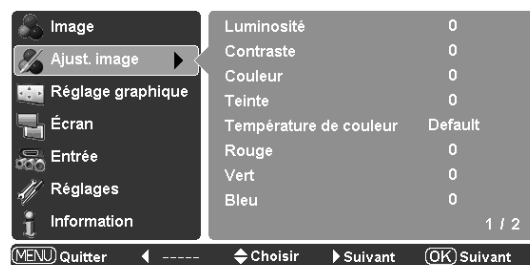 Image
Ajust. image
Réglage graphique
Écran
Entrée
Réglages
Information
Luminosité 0
Contraste 0
Couleur 0
Teinte 0
Température de couleur Default
Rouge 0
Vert 0
Bleu 0
1 / 2
MENU Quitter ----- Choisir Suivant OK Suivant